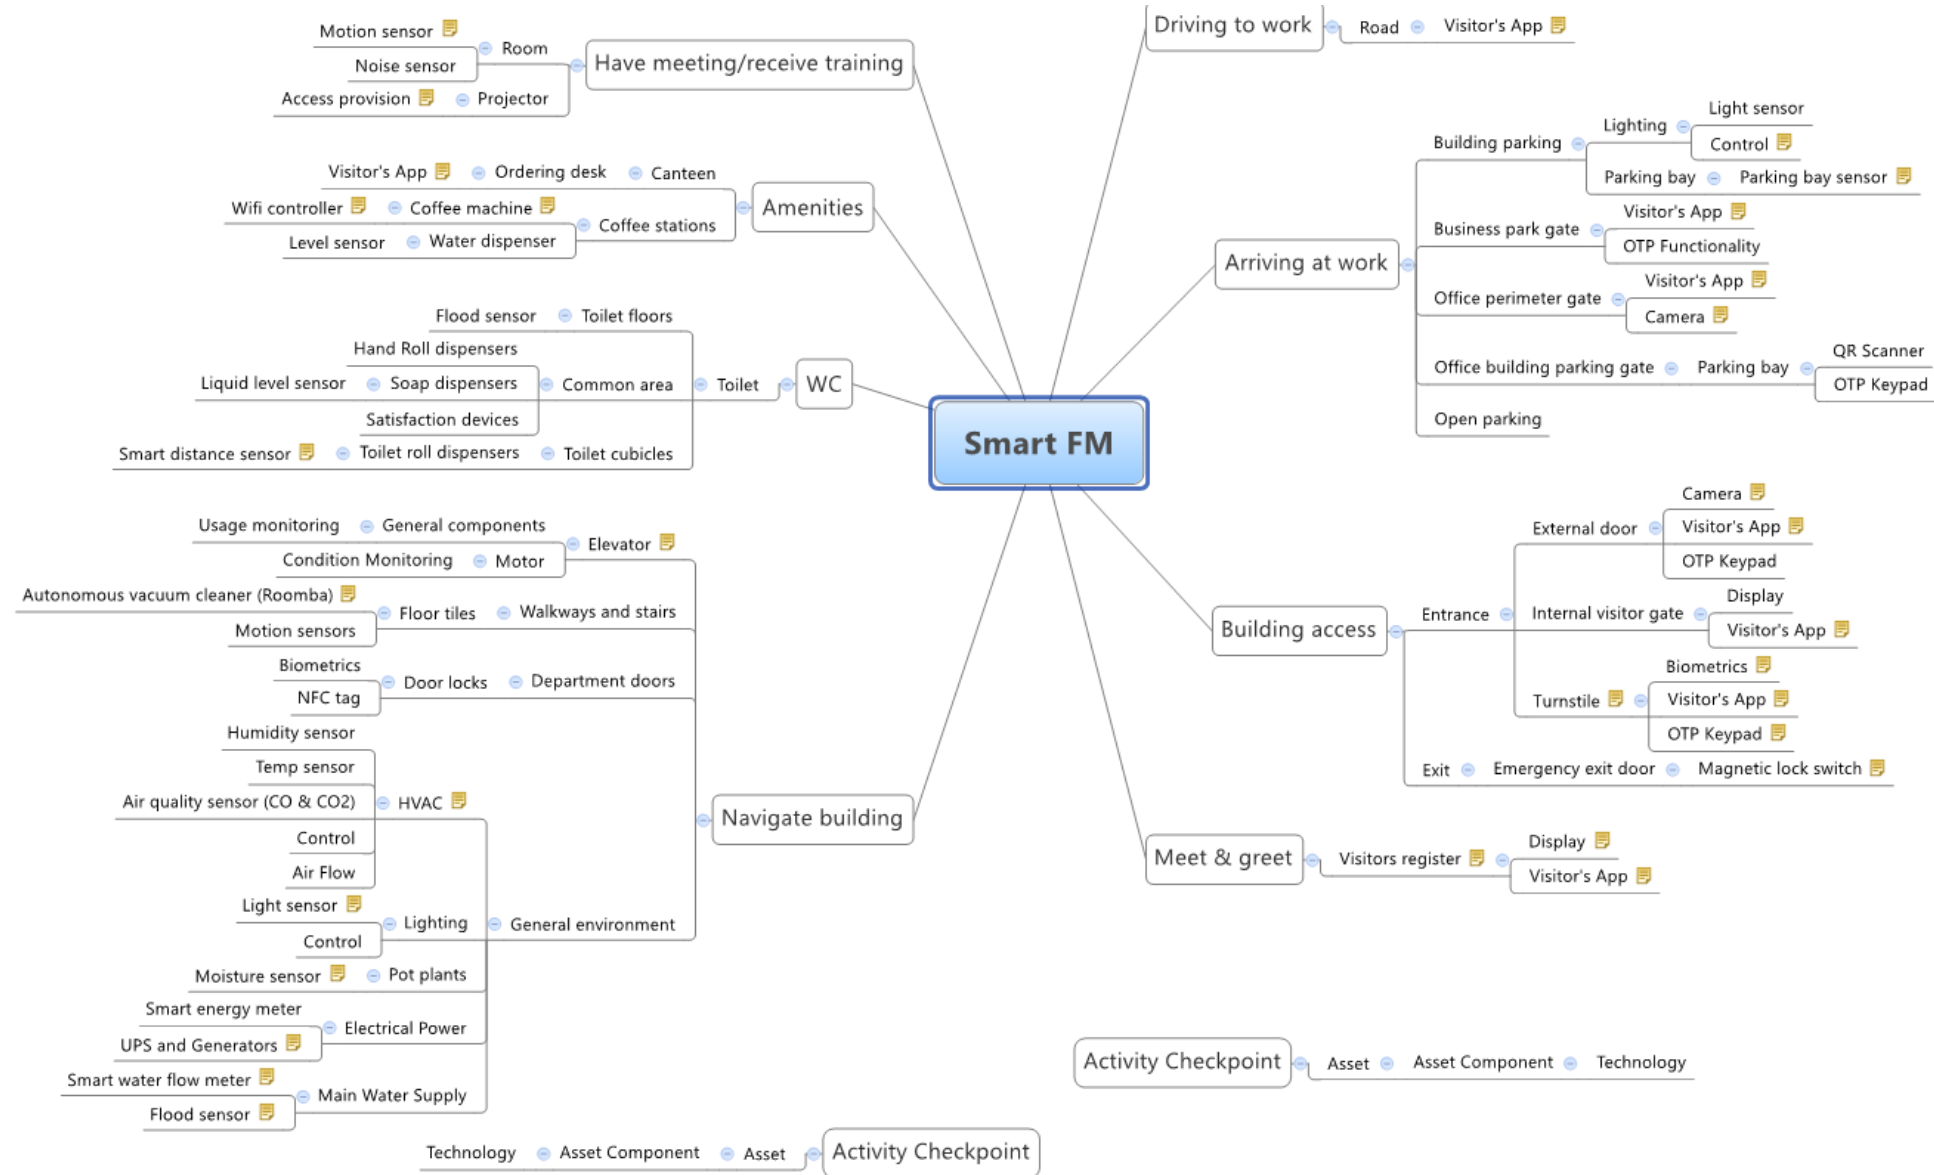 Smart FM
Driving to work
Road
Visitor's App
Arriving at work
Building parking
Lighting
Light sensor
Control
Parking bay
Parking bay sensor
Business park gate
Visitor's App
OTP Functionality
Office perimeter gate
Visitor's App
Camera
Office building parking gate
Parking bay
QR Scanner
OTP Keypad
Open parking
Building access
Entrance
External door
Camera
Visitor's App
OTP Keypad
Internal visitor gate
Display
Visitor's App
Turnstile
Biometrics
Visitor's App
OTP Keypad
Exit
Emergency exit door
Magnetic lock switch
Meet & greet
Visitors register
Display
Visitor's App
Activity Checkpoint
Asset
Asset Component
Technology
Have meeting/receive training
Room
Motion sensor
Noise sensor
Projector
Access provision
Amenities
Canteen
Ordering desk
Visitor's App
Coffee stations
Coffee machine
Wifi controller
Water dispenser
Level sensor
WC
Toilet
Toilet floors
Flood sensor
Common area
Hand Roll dispensers
Soap dispensers
Liquid level sensor
Satisfaction devices
Toilet cubicles
Toilet roll dispensers
Smart distance sensor
Navigate building
Elevator
General components
Usage monitoring
Motor
Condition Monitoring
Walkways and stairs
Floor tiles
Autonomous vacuum cleaner (Roomba)
Motion sensors
Department doors
Door locks
Biometrics
NFC tag
General environment
HVAC
Humidity sensor
Temp sensor
Air quality sensor (CO & CO2)
Control
Air Flow
Lighting
Light sensor
Control
Pot plants
Moisture sensor
Electrical Power
Smart energy meter
UPS and Generators
Main Water Supply
Smart water flow meter
Flood sensor
Activity Checkpoint
Asset
Asset Component
Technology